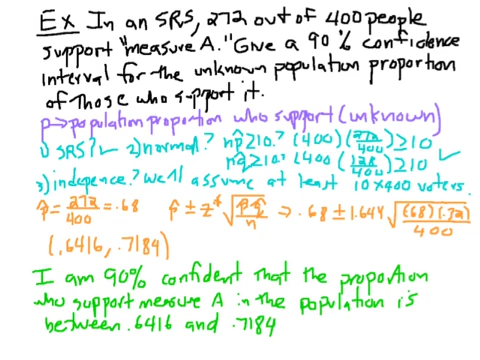 Ex In an SRS, 272 out of 400 people
support "measure A." Give a 90% confidence
interval for the unknown population proportion
of those who support it.
p→population proportion who support (unknown)
1) SRS? ✓ 2) normal? np̂≥10? (400)(272/400)≥10
nq̂≥10? (400)(128/400)≥10 ✓
3) indepence? We'll assume at least 10×400 voters.
p̂ = 272/400 = .68 p̂ ± z* √(p̂q̂/n) ⇒ .68 ± 1.644 √((.68)(.32)/400)
(.6416, .7184)
I am 90% confident that the proportion
who support measure A in the population is
between .6416 and .7184